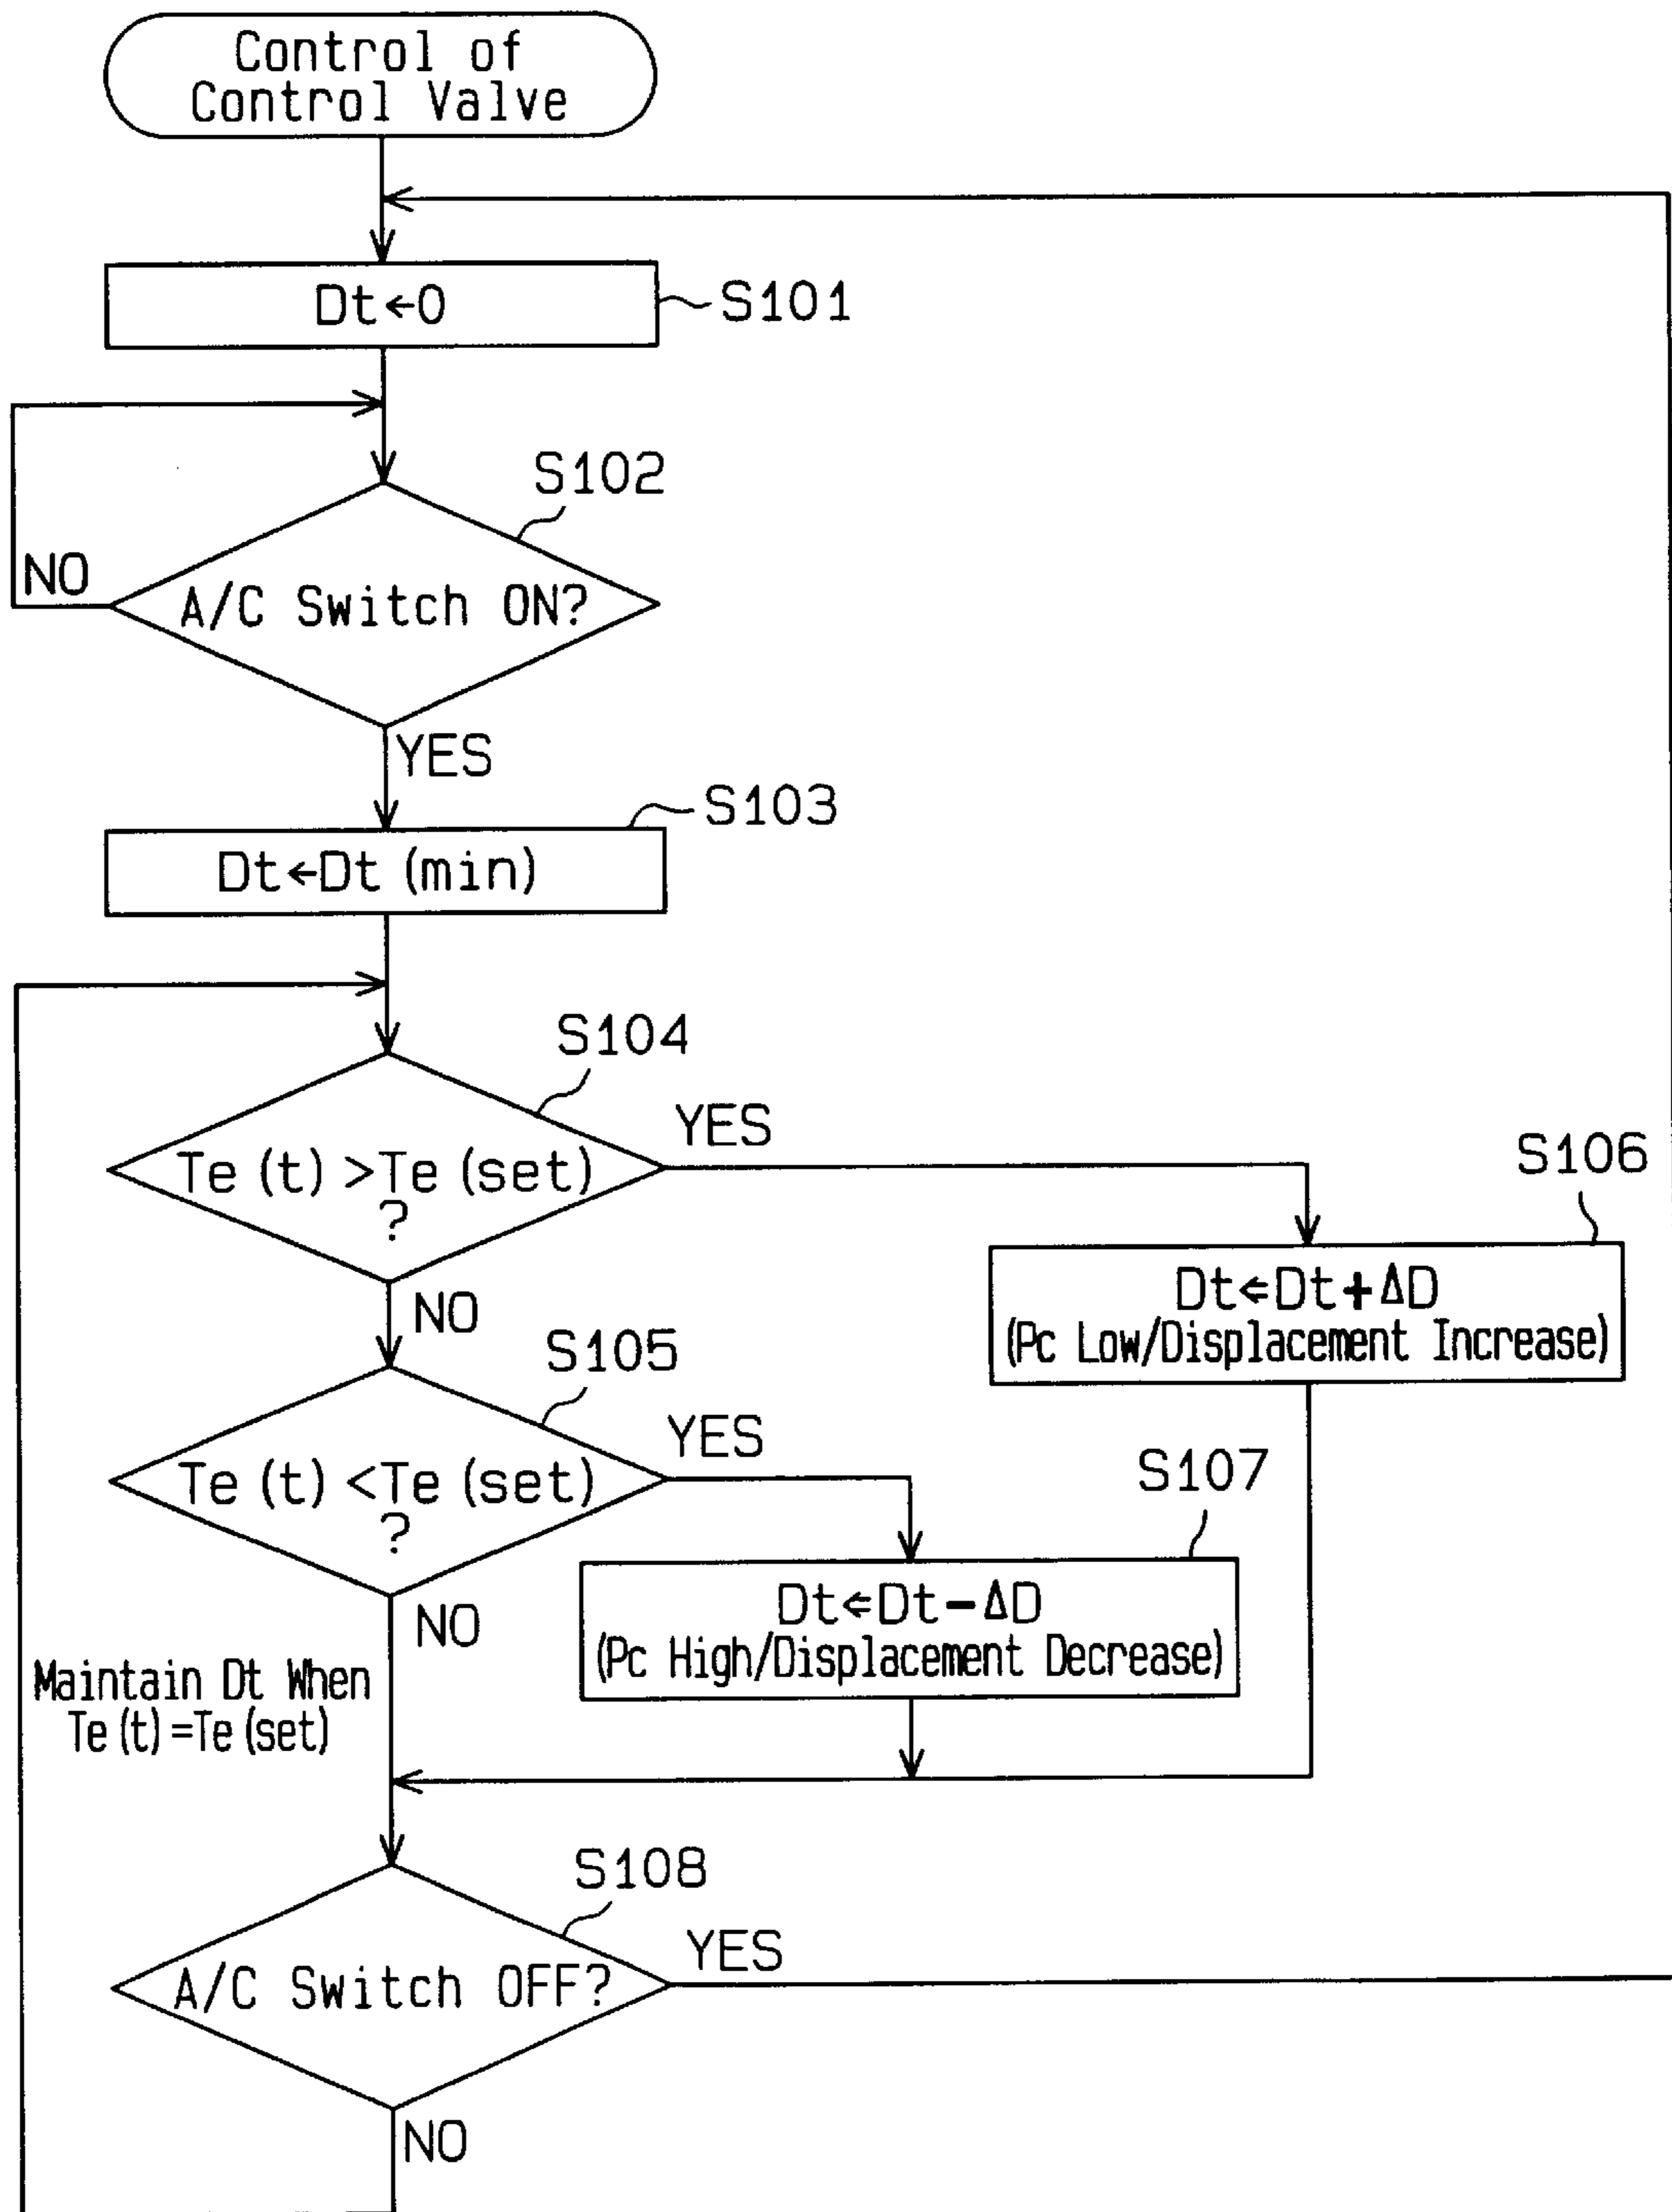 Control of
Control Valve
Dt←0
S101
S102
NO
A/C Switch ON?
YES
S103
Dt←Dt (min)
S104
YES
Te (t) >Te (set)
?
S106
NO
Dt⇐Dt+ΔD
(Pc Low/Displacement Increase)
S105
YES
Te (t) <Te (set)
?
S107
NO
Dt⇐Dt−ΔD
(Pc High/Displacement Decrease)
Maintain Dt When
Te (t) =Te (set)
S108
YES
A/C Switch OFF?
NO